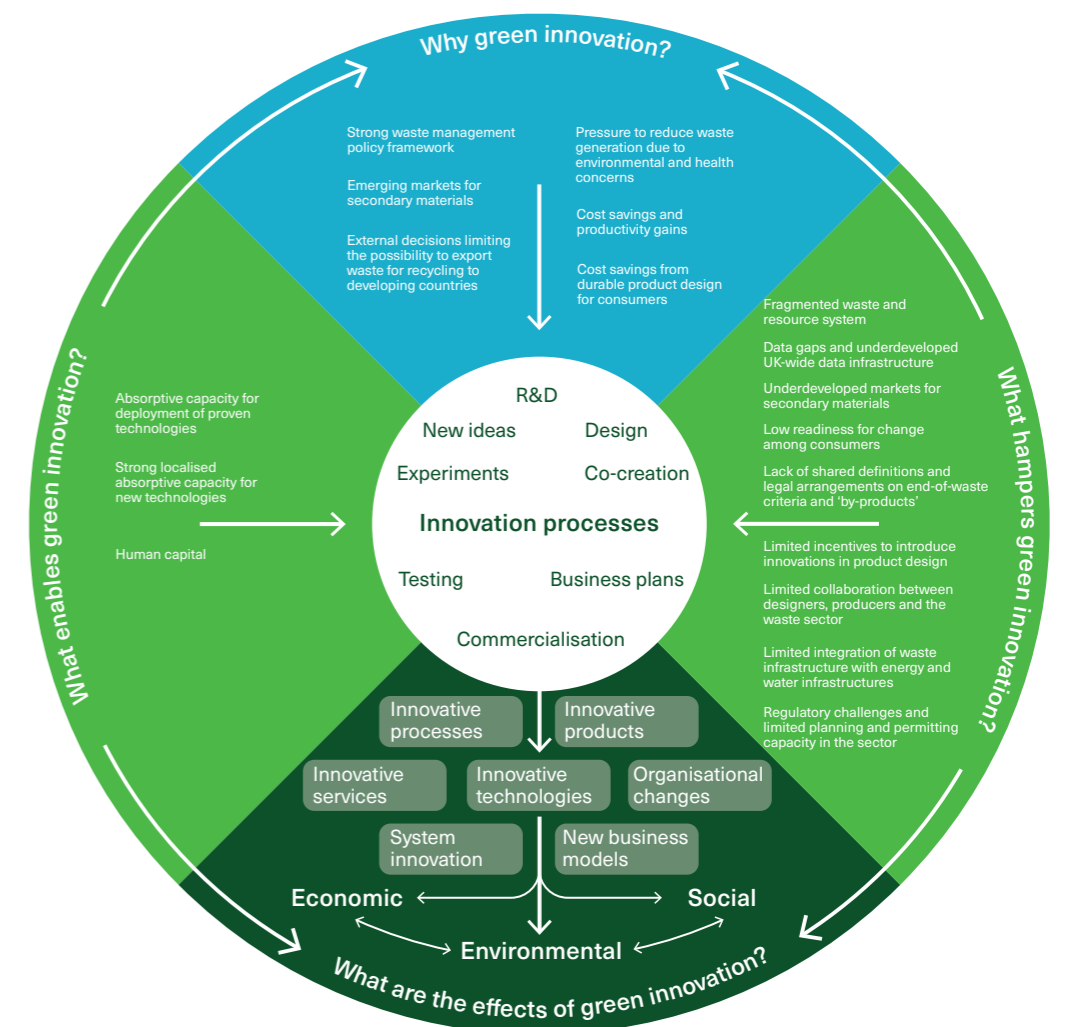 Why green innovation?
Strong waste management
policy framework
Emerging markets for
secondary materials
External decisions limiting
the possibility to export
waste for recycling to
developing countries
Pressure to reduce waste
generation due to
environmental and health
concerns
Cost savings and
productivity gains
Cost savings from
durable product design
for consumers
What enables green innovation?
Absorptive capacity for
deployment of proven
technologies
Strong localised
absorptive capacity for
new technologies
Human capital
R&D
New ideas
Design
Experiments
Co-creation
Innovation processes
Testing
Business plans
Commercialisation
What hampers green innovation?
Fragmented waste and
resource system
Data gaps and underdeveloped
UK-wide data infrastructure
Underdeveloped markets for
secondary materials
Low readiness for change
among consumers
Lack of shared definitions and
legal arrangements on end-of-waste
criteria and ‘by-products’
Limited incentives to introduce
innovations in product design
Limited collaboration between
designers, producers and the
waste sector
Limited integration of waste
infrastructure with energy and
water infrastructures
Regulatory challenges and
limited planning and permitting
capacity in the sector
Innovative
processes
Innovative
products
Innovative
services
Innovative
technologies
Organisational
changes
System
innovation
New business
models
Economic
Social
Environmental
What are the effects of green innovation?